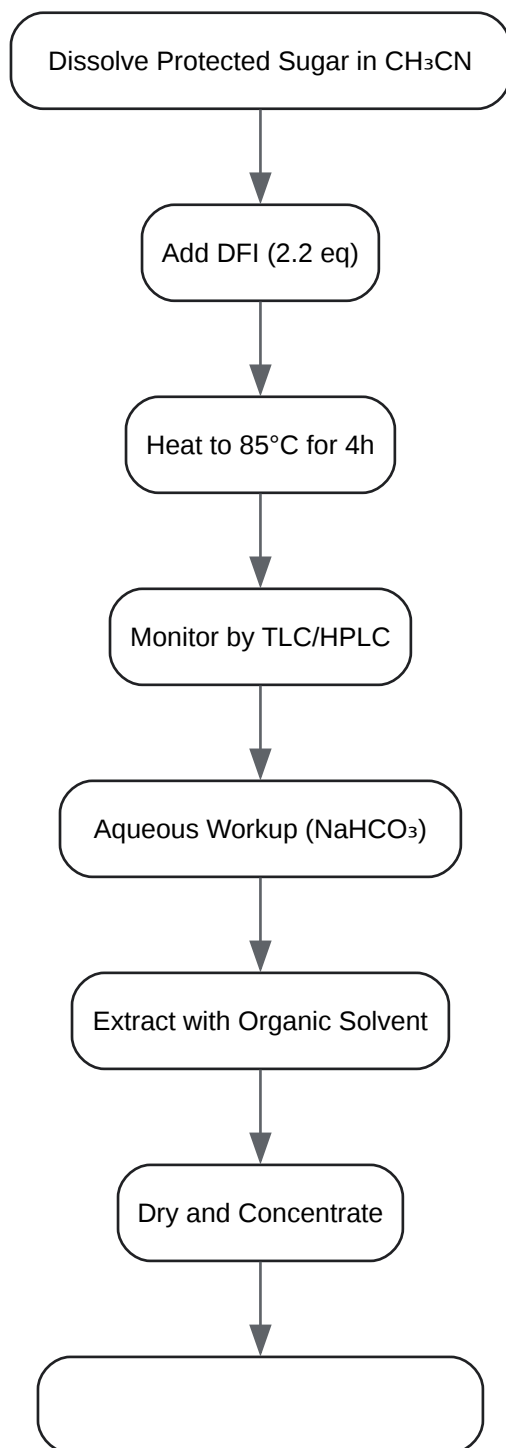 Dissolve Protected Sugar in CH₃CN
Add DFI (2.2 eq)
Heat to 85°C for 4h
Monitor by TLC/HPLC
Aqueous Workup (NaHCO₃)
Extract with Organic Solvent
Dry and Concentrate